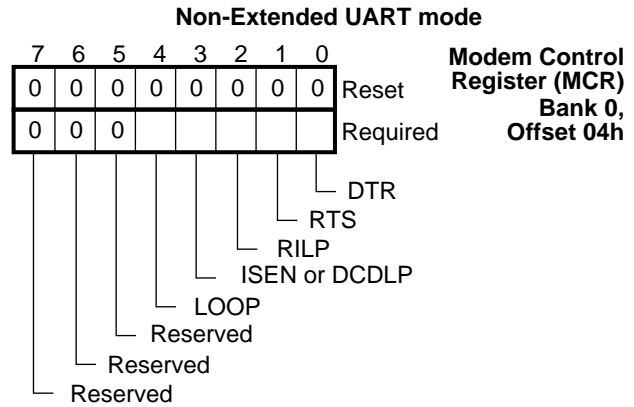 Non-Extended UART mode
7 6 5 4 3 2 1 0
Modem Control
Register (MCR)
Bank 0,
Offset 04h
0 0 0 0 0 0 0 0 Reset
0 0 0 Required
DTR
RTS
RILP
ISEN or DCDLP
LOOP
Reserved
Reserved
Reserved